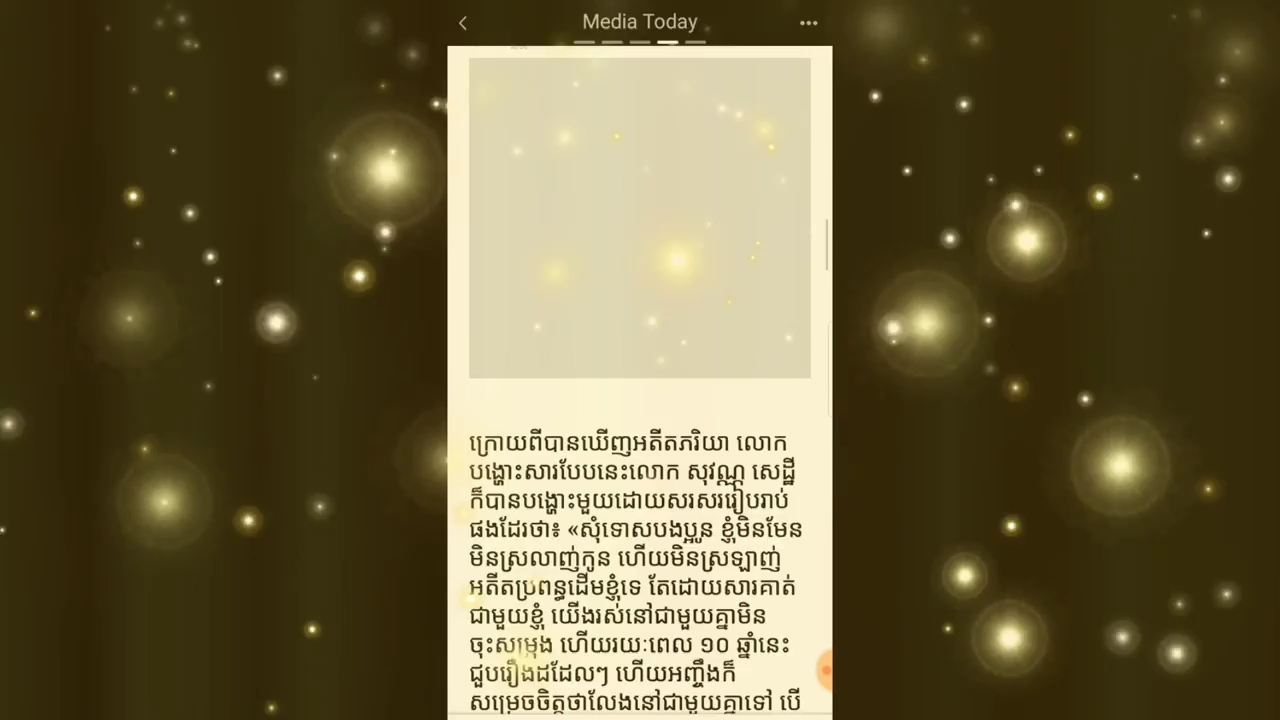 Media Today
ក្រោយពីបានឃើញអតីតភរិយា លោក
បង្ហោះសារបែបនេះលោក សុវណ្ណ សេដ្ឋី
ក៏បានបង្ហោះមួយដោយសរសររៀបរាប់
ផងដែរថា៖ «សុំទោសបងប្អូន ខ្ញុំមិនមែន
មិនស្រលាញ់កូន ហើយមិនស្រឡាញ់
អតីតប្រពន្ធដើមខ្ញុំទេ តែដោយសារគាត់
ជាមួយខ្ញុំ យើងរស់នៅជាមួយគ្នាមិន
ចុះសម្រុង ហើយរយៈពេល ១០ ឆ្នាំនេះ
ជួបរឿងដដែលៗ ហើយអញ្ចឹងក៏
សម្រេចចិត្តថាលែងនៅជាមួយគ្នាទៅ បើ